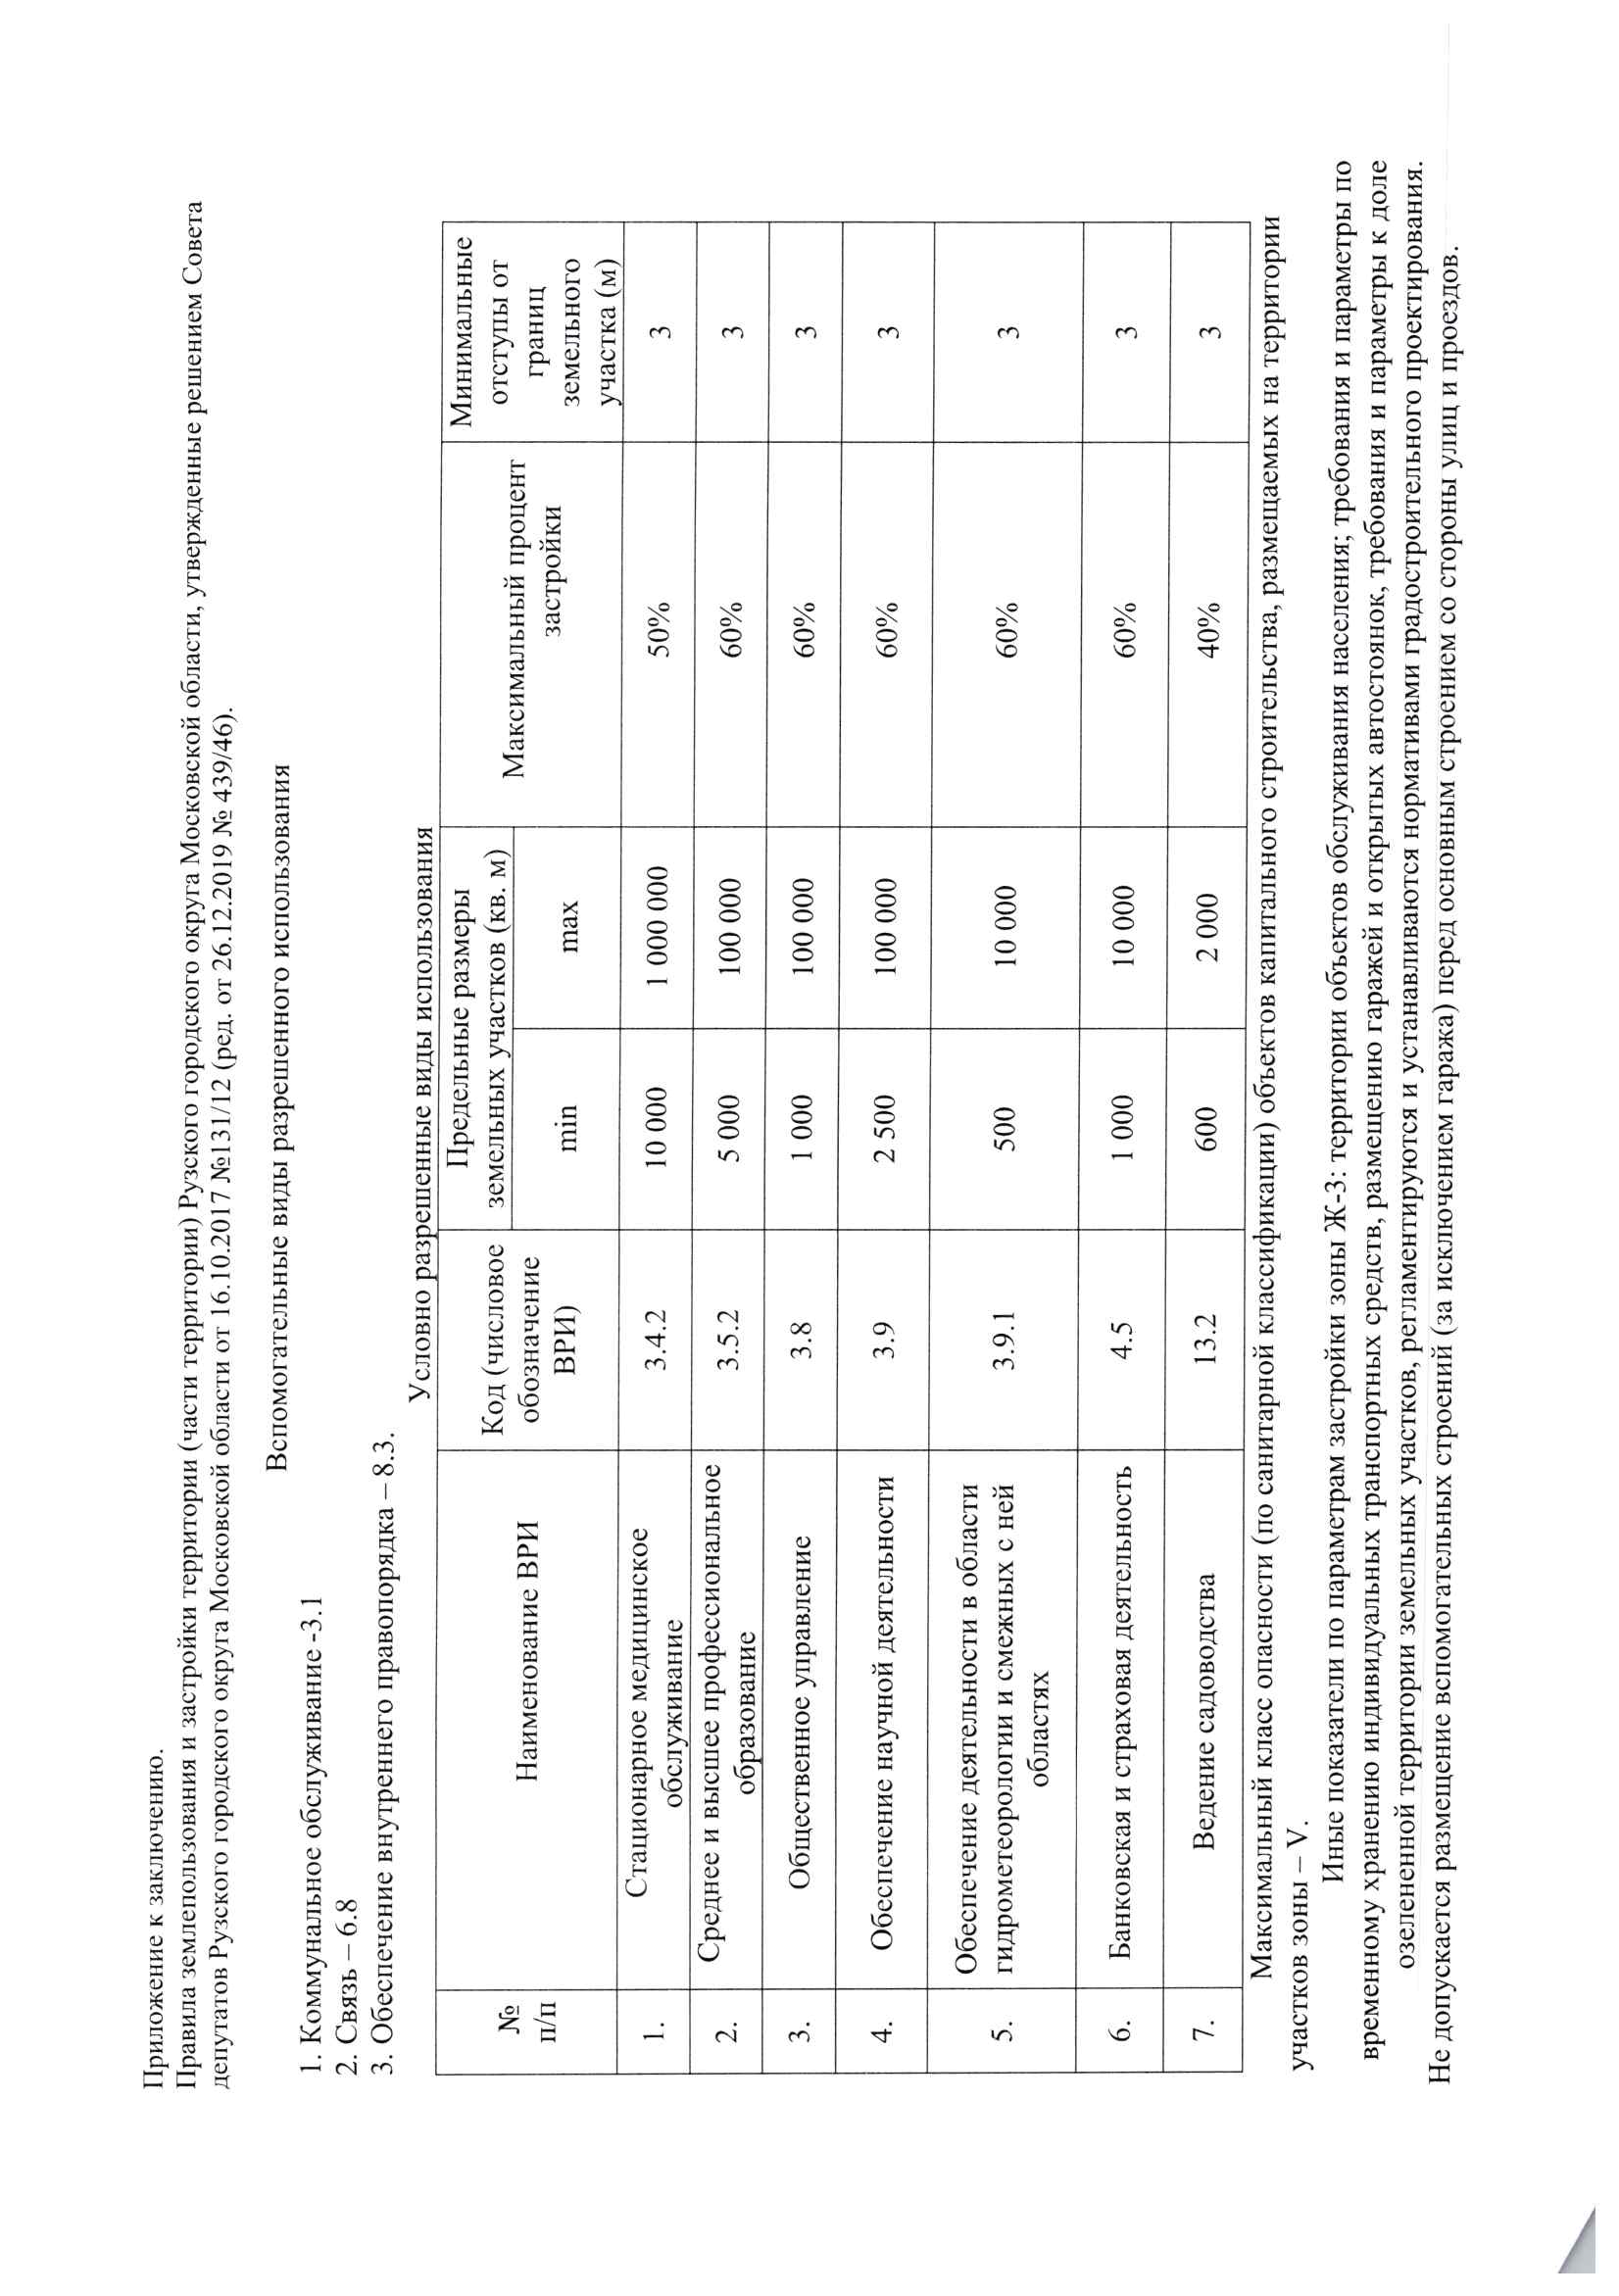 Приложение к заключению.
Правила землепользования и застройки территории (части территории) Рузского городского округа Московской области, утвержденные решением Совета
депутатов Рузского городского округа Московской области от 16.10.2017 №131/12 (ред. от 26.12.2019 № 439/46).
Вспомогательные виды разрешенного использования
1. Коммунальное обслуживание -3.1
2. Связь – 6.8
3. Обеспечение внутреннего правопорядка – 8.3.
Условно разрешенные виды использования
№ п/п Наименование ВРИ Код (числовое обозначение ВРИ) Предельные размеры земельных участков (кв. м) Максимальный процент застройки Минимальные отступы от границ земельного участка (м)
min max
1. Стационарное медицинское обслуживание 3.4.2 10 000 1 000 000 50% 3
2. Среднее и высшее профессиональное образование 3.5.2 5 000 100 000 60% 3
3. Общественное управление 3.8 1 000 100 000 60% 3
4. Обеспечение научной деятельности 3.9 2 500 100 000 60% 3
5. Обеспечение деятельности в области гидрометеорологии и смежных с ней областях 3.9.1 500 10 000 60% 3
6. Банковская и страховая деятельность 4.5 1 000 10 000 60% 3
7. Ведение садоводства 13.2 600 2 000 40% 3
Максимальный класс опасности (по санитарной классификации) объектов капитального строительства, размещаемых на территории
участков зоны – V.
Иные показатели по параметрам застройки зоны Ж-3: территории объектов обслуживания населения; требования и параметры по
временному хранению индивидуальных транспортных средств, размещению гаражей и открытых автостоянок, требования и параметры к доле
озелененной территории земельных участков, регламентируются и устанавливаются нормативами градостроительного проектирования.
Не допускается размещение вспомогательных строений (за исключением гаража) перед основным строением со стороны улиц и проездов.